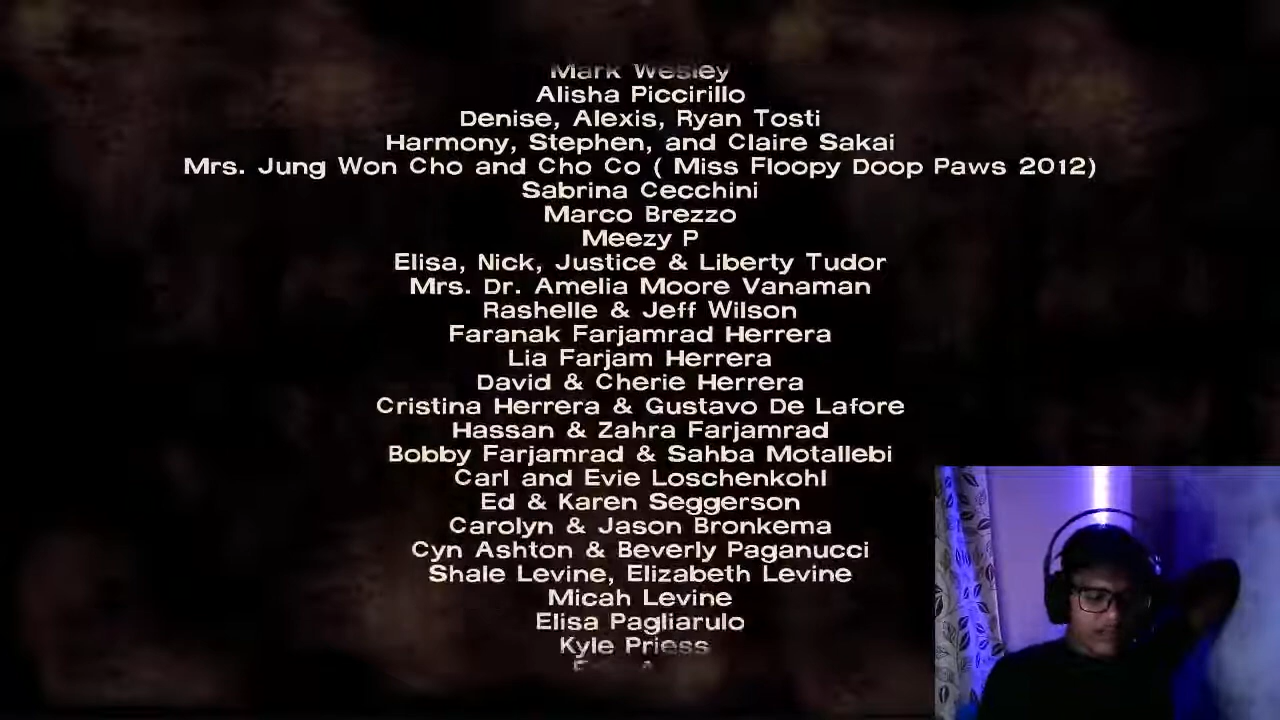 Mark Wesley
Alisha Piccirillo
Denise, Alexis, Ryan Tosti
Harmony, Stephen, and Claire Sakai
Mrs. Jung Won Cho and Cho Co ( Miss Floopy Doop Paws 2012)
Sabrina Cecchini
Marco Brezzo
Meezy P
Elisa, Nick, Justice & Liberty Tudor
Mrs. Dr. Amelia Moore Vanaman
Rashelle & Jeff Wilson
Faranak Farjamrad Herrera
Lia Farjam Herrera
David & Cherie Herrera
Cristina Herrera & Gustavo De Lafore
Hassan & Zahra Farjamrad
Bobby Farjamrad & Sahba Motallebi
Carl and Evie Loschenkohl
Ed & Karen Seggerson
Carolyn & Jason Bronkema
Cyn Ashton & Beverly Paganucci
Shale Levine, Elizabeth Levine
Micah Levine
Elisa Pagliarulo
Kyle Priess